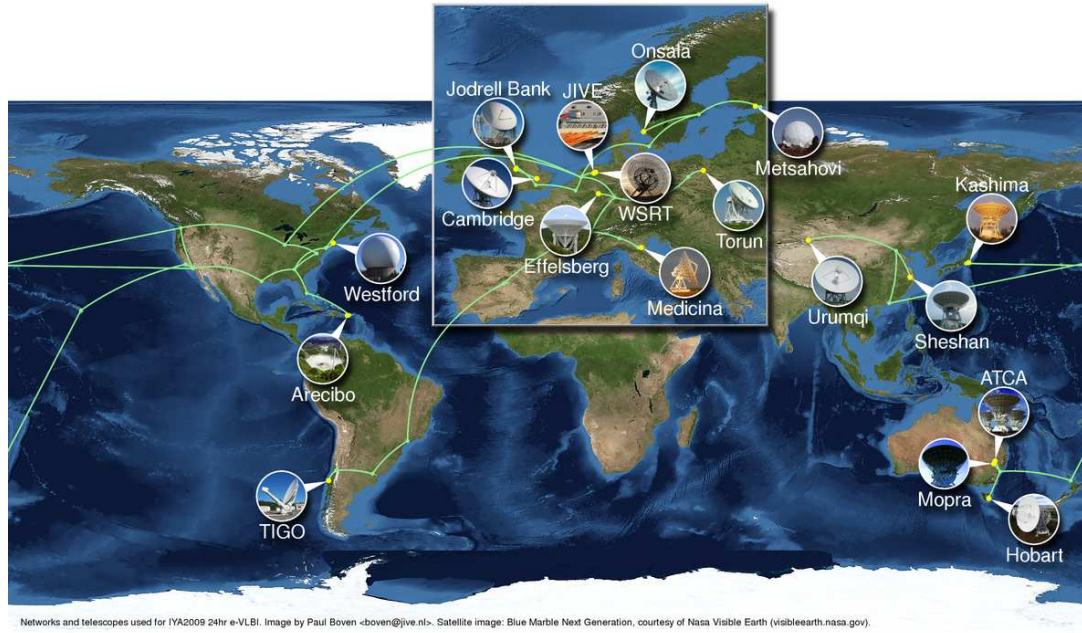 Onsala
Jodrell Bank
JIVE
Metsahovi
Cambridge
WSRT
Kashima
Torun
Effelsberg
Westford
Medicina
Urumqi
Sheshan
Arecibo
ATCA
Mopra
TIGO
Hobart
Networks and telescopes used for IYA2009 24hr e-VLBI. Image by Paul Boven <boven@jive.nl>. Satellite image: Blue Marble Next Generation, courtesy of Nasa Visible Earth (visibleearth.nasa.gov).